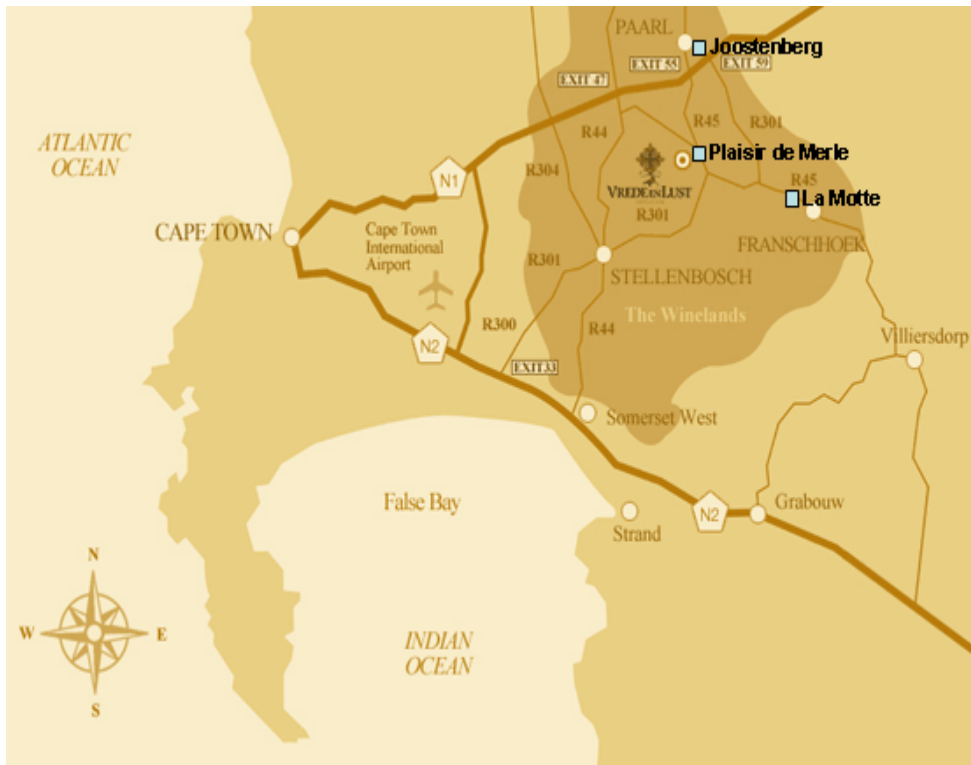 PAARL
Joostenberg
EXIT 55
EXIT 59
EXIT 47
R44
R45
R301
ATLANTIC
OCEAN
R304
Plaisir de Merle
N1
VREDE EN LUST
R45
La Motte
R301
CAPE TOWN
Cape Town
International
Airport
FRANSCHHOEK
R301
STELLENBOSCH
The Winelands
R300
R44
N2
Villiersdorp
EXIT 33
Somerset West
False Bay
Grabouw
N2
Strand
N
W
E
S
INDIAN
OCEAN